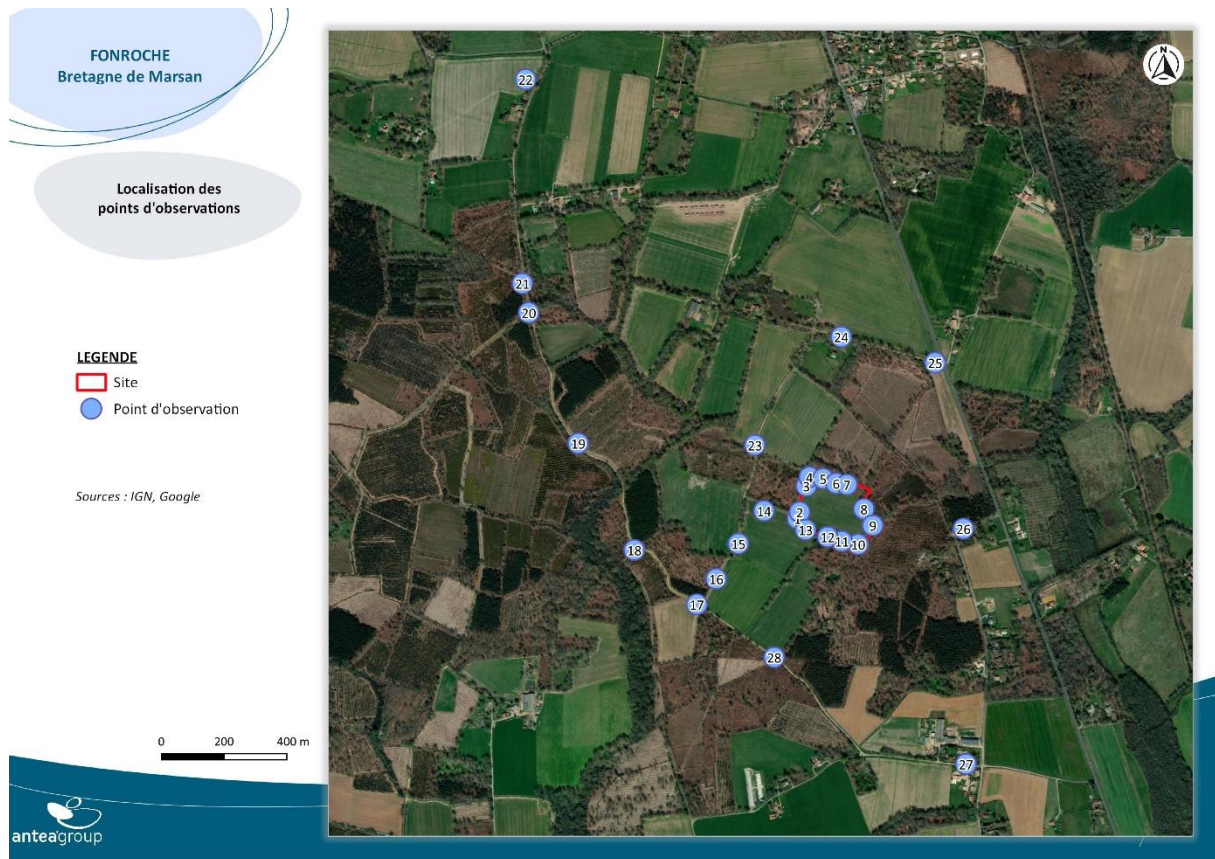 FONROCHE
Bretagne de Marsan
Localisation des
points d'observations
LEGENDE
Site
Point d'observation
Sources : IGN, Google
0 200 400 m
anteagroup
N
22
21
20
24
25
19
23
4
3
5
6
7
14
2
8
1
13
9
26
12
11
10
15
18
16
17
28
27